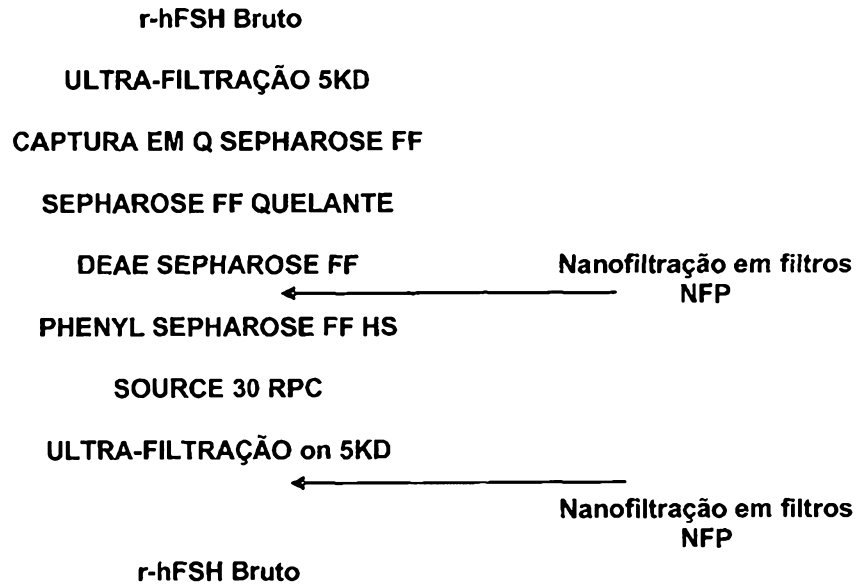 r-hFSH Bruto
ULTRA-FILTRAÇÃO 5KD
CAPTURA EM Q SEPHAROSE FF
SEPHAROSE FF QUELANTE
DEAE SEPHAROSE FF
Nanofiltração em filtros
NFP
PHENYL SEPHAROSE FF HS
SOURCE 30 RPC
ULTRA-FILTRAÇÃO on 5KD
Nanofiltração em filtros
NFP
r-hFSH Bruto